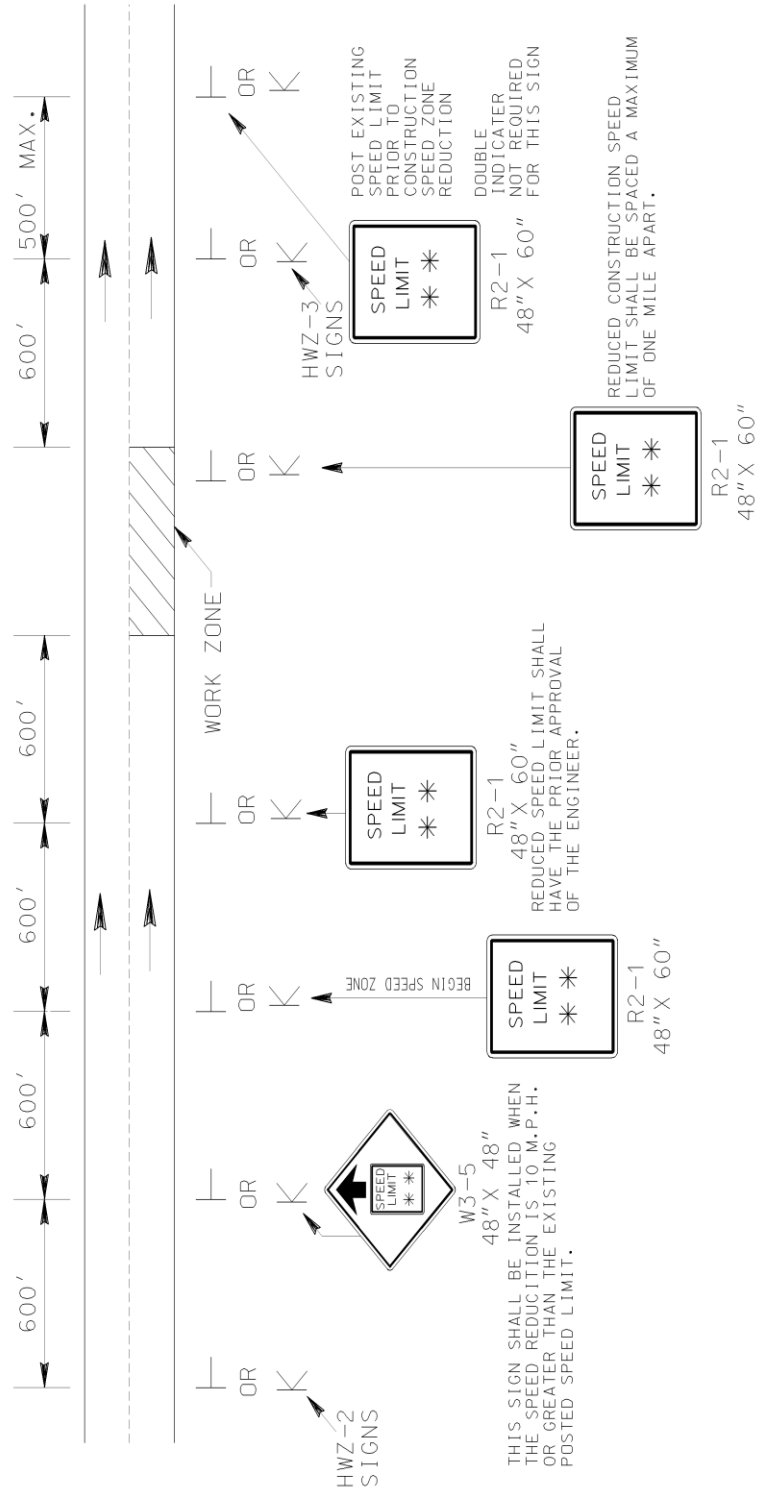 600'
600'
600'
600'
600'
500' MAX.
WORK ZONE
OR
OR
OR
OR
OR
OR
OR
HWZ-2
SIGNS
SPEED
LIMIT
* *
W3-5
48"X 48"
THIS SIGN SHALL BE INSTALLED WHEN
THE SPEED REDUCITION IS 10 M.P.H.
OR GREATER THAN THE EXISTING
POSTED SPEED LIMIT.
BEGIN SPEED ZONE
SPEED
LIMIT
* *
R2-1
48"X 60"
SPEED
LIMIT
* *
R2-1
48"X 60"
REDUCED SPEED LIMIT SHALL
HAVE THE PRIOR APPROVAL
OF THE ENGINEER.
SPEED
LIMIT
* *
R2-1
48"X 60"
REDUCED CONSTRUCTION SPEED
LIMIT SHALL BE SPACED A MAXIMUM
OF ONE MILE APART.
HWZ-3
SIGNS
SPEED
LIMIT
* *
R2-1
48"X 60"
POST EXISTING
SPEED LIMIT
PRIOR TO
CONSTRUCTION
SPEED ZONE
REDUCTION
DOUBLE
INDICATER
NOT REQUIRED
FOR THIS SIGN